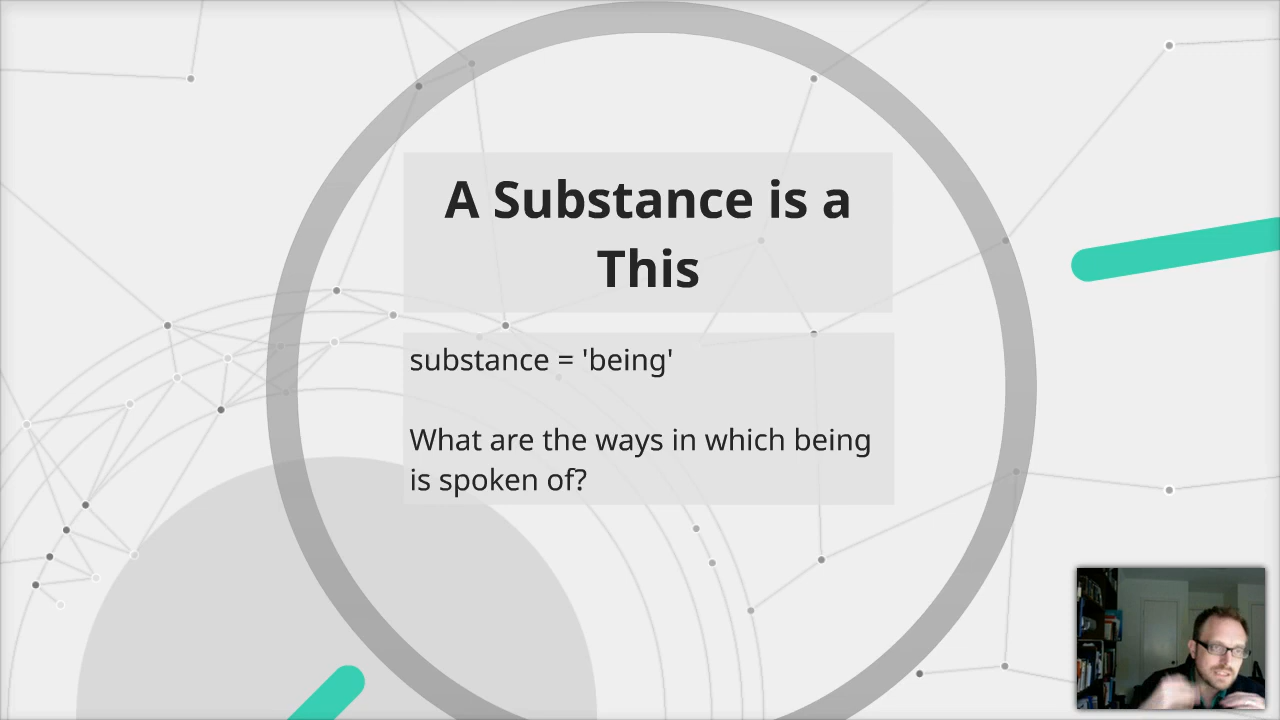 A Substance is a
This
substance = 'being'
What are the ways in which being
is spoken of?